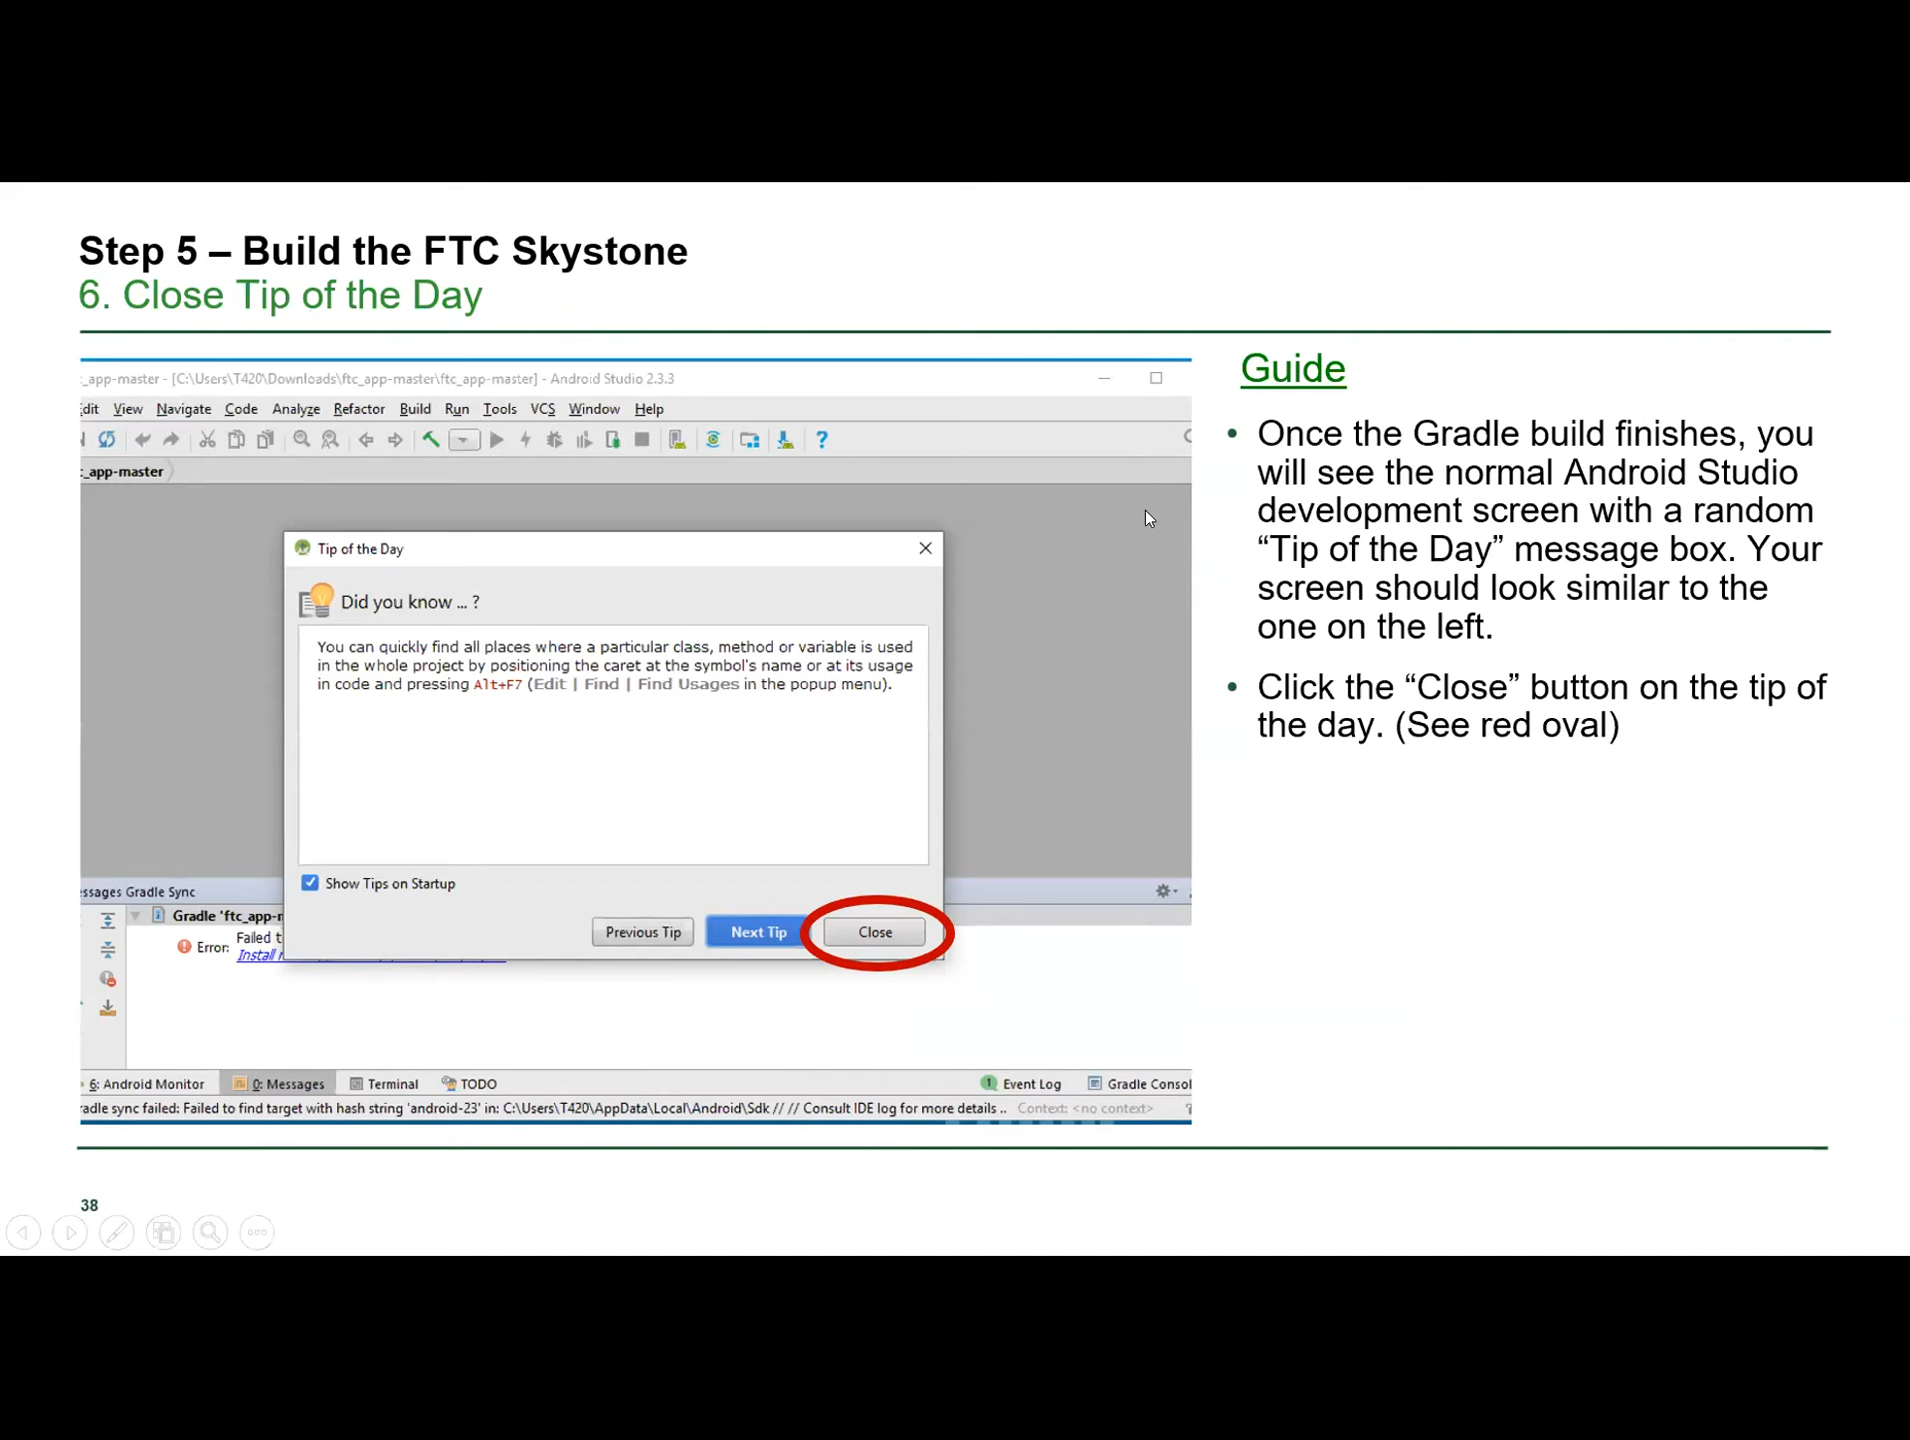 Step 5 – Build the FTC Skystone
6. Close Tip of the Day
:_app-master - [C:\Users\T420\Downloads\ftc_app-master\ftc_app-master] - Android Studio 2.3.3
dit View Navigate Code Analyze Refactor Build Run Tools VCS Window Help
:_app-master
Tip of the Day
Did you know ... ?
You can quickly find all places where a particular class, method or variable is used
in the whole project by positioning the caret at the symbol's name or at its usage
in code and pressing Alt+F7 (Edit | Find | Find Usages in the popup menu).
Show Tips on Startup
Previous Tip Next Tip Close
ssages Gradle Sync
Gradle 'ftc_app-
Error: Failed t
Install
6: Android Monitor 0: Messages Terminal TODO 1 Event Log Gradle Consol
radle sync failed: Failed to find target with hash string 'android-23' in: C:\Users\T420\AppData\Local\Android\Sdk // // Consult IDE log for more details .. Context: <no context>
Guide
• Once the Gradle build finishes, you
will see the normal Android Studio
development screen with a random
“Tip of the Day” message box. Your
screen should look similar to the
one on the left.
• Click the “Close” button on the tip of
the day. (See red oval)
38